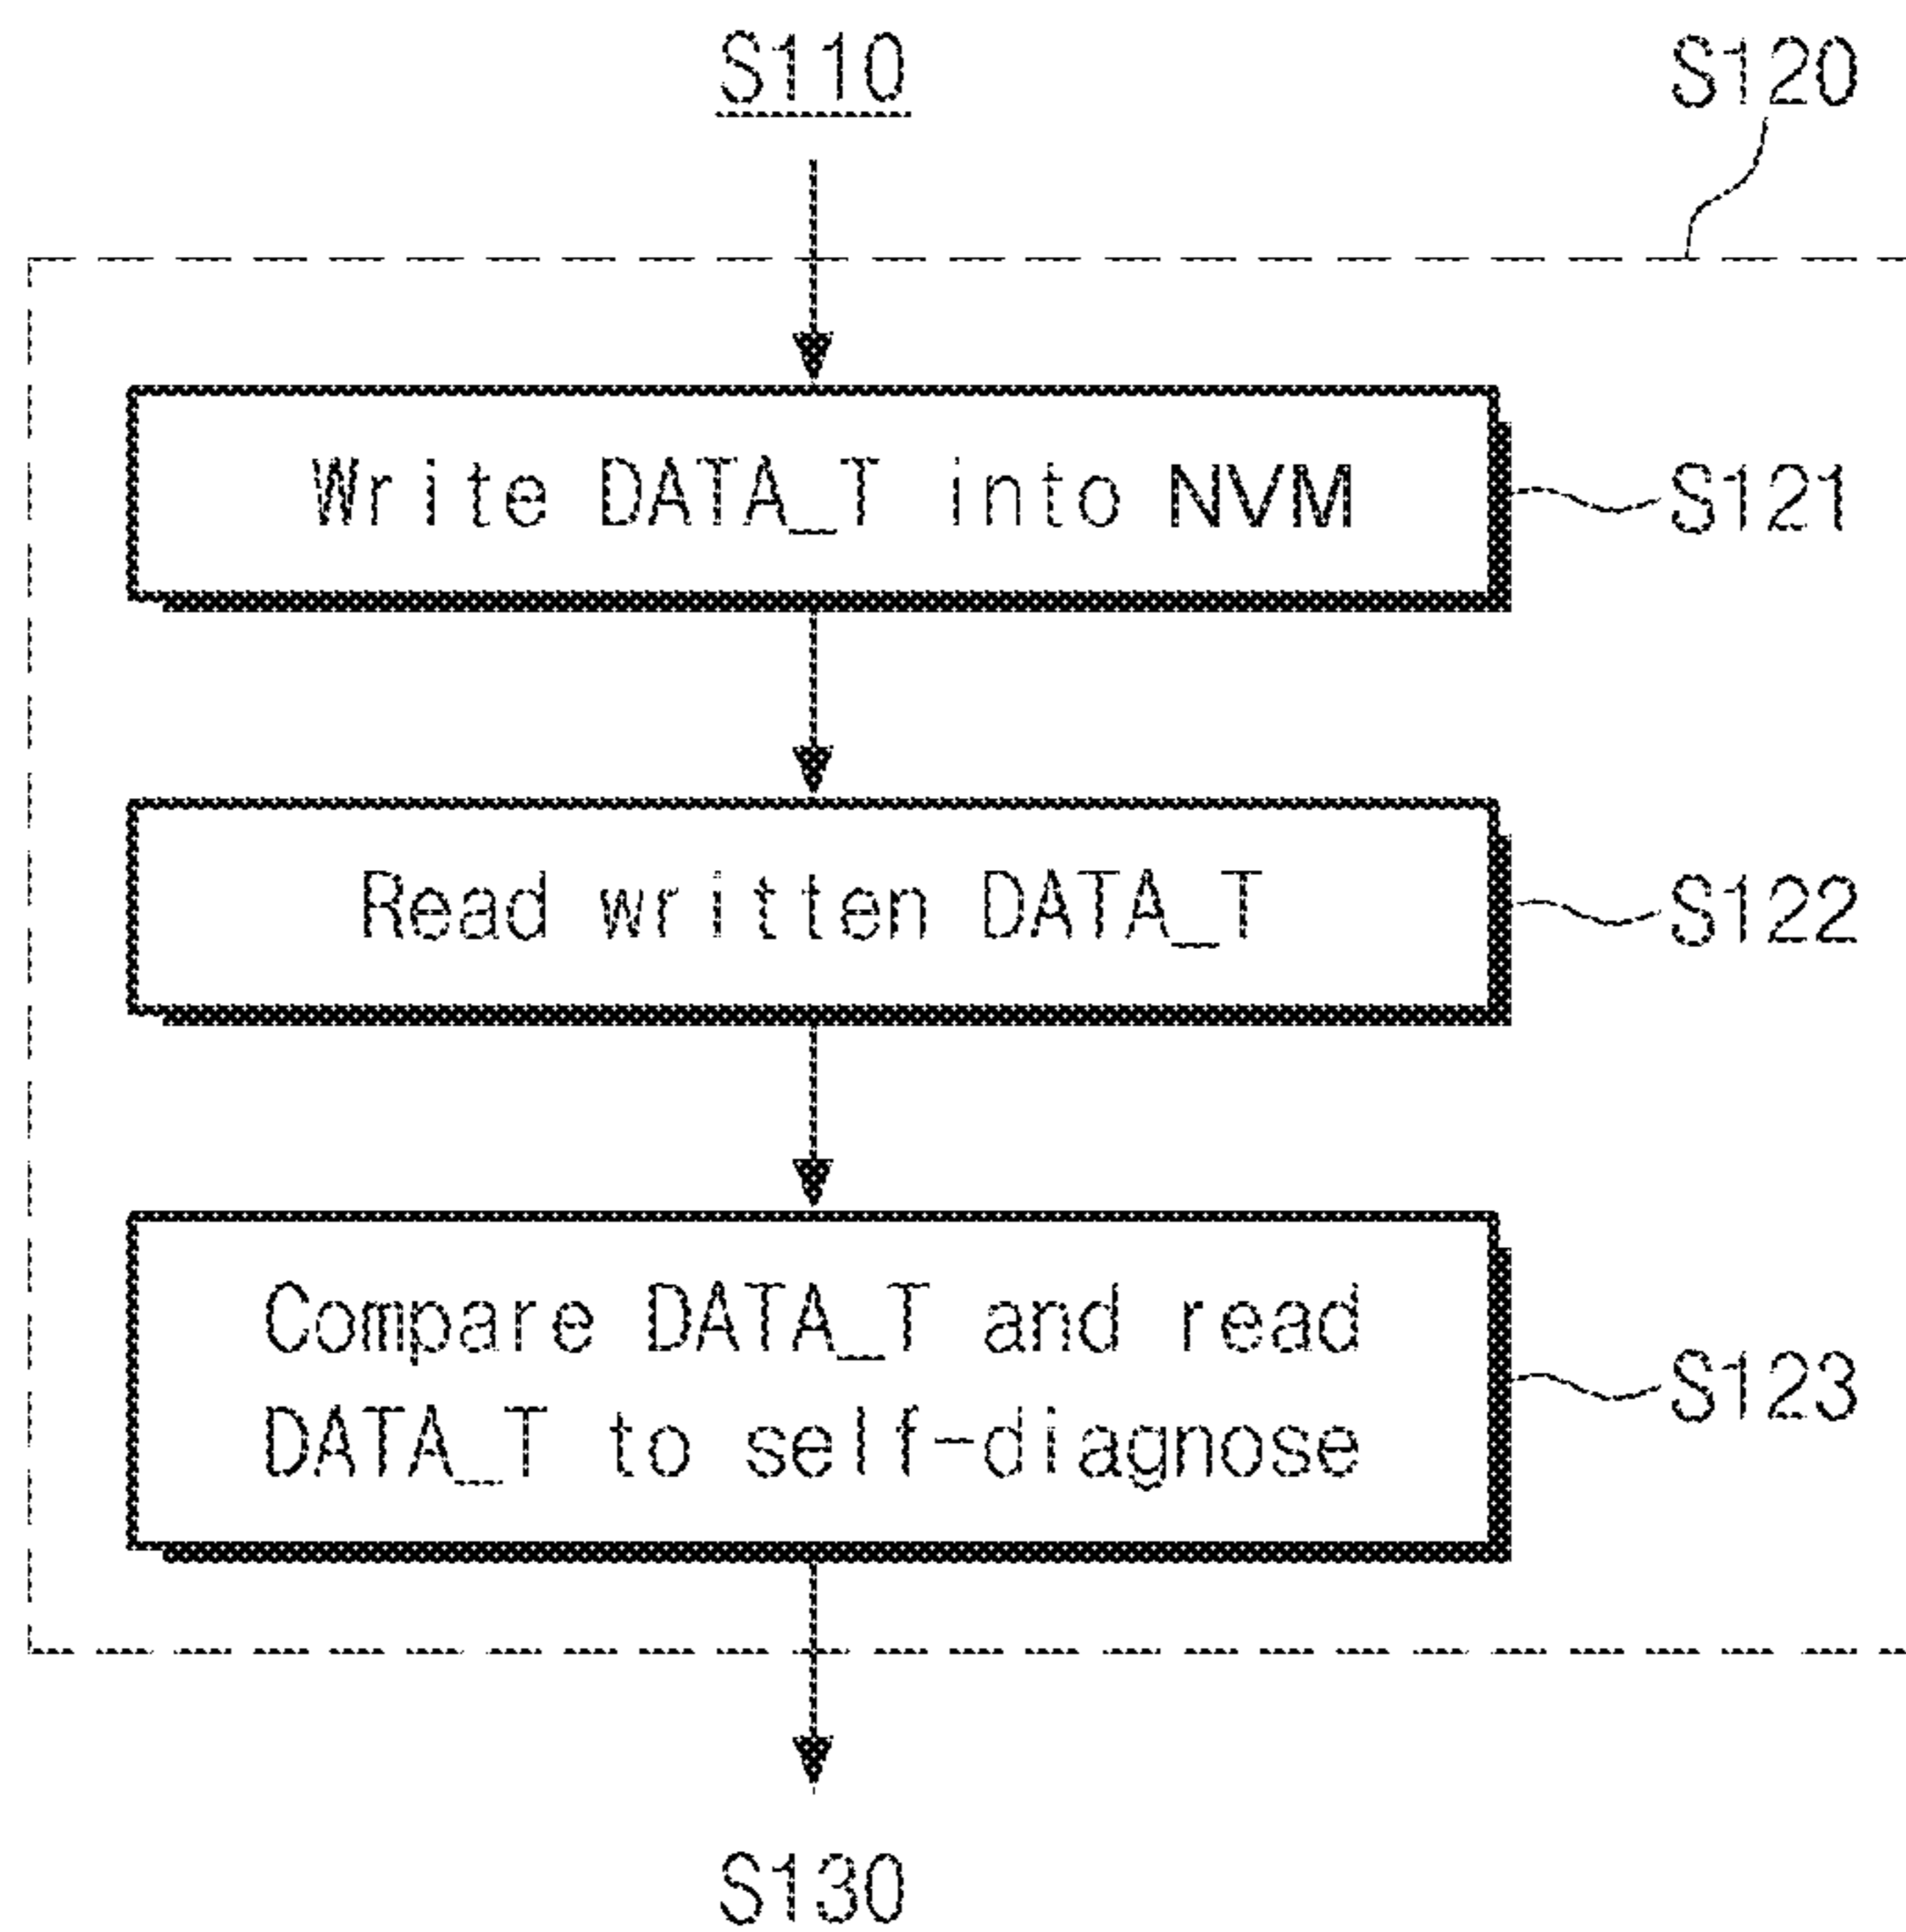 S110
S120
Write DATA_T into NVM
S121
Read written DATA_T
S122
Compare DATA_T and read
DATA_T to self-diagnose
S123
S130